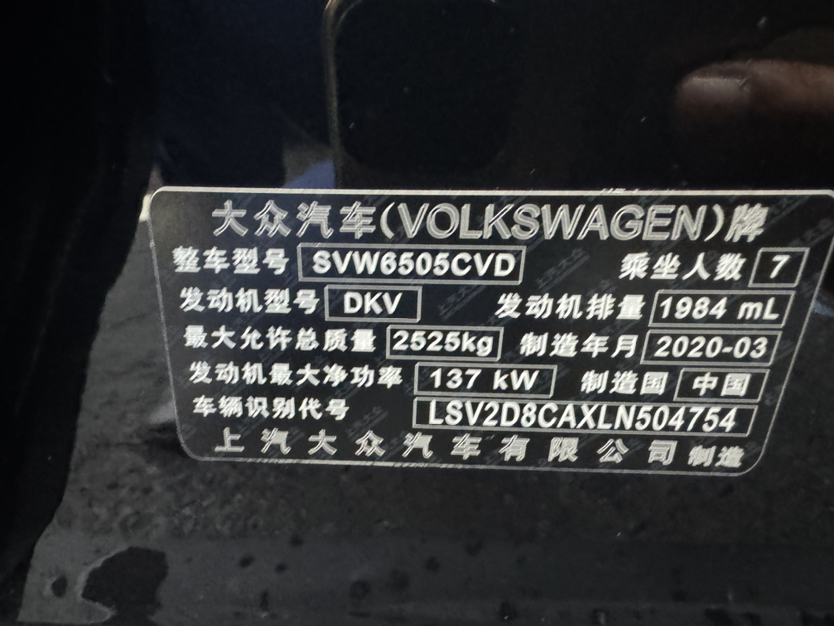 大众汽车(VOLKSWAGEN)牌
整车型号 SVW6505CVD 乘坐人数 7
发动机型号 DKV 发动机排量 1984 mL
最大允许总质量 2525kg 制造年月 2020-03
发动机最大净功率 137 kW 制造国 中国
车辆识别代号 LSV2D8CAXLN504754
上汽大众汽车有限公司 制造